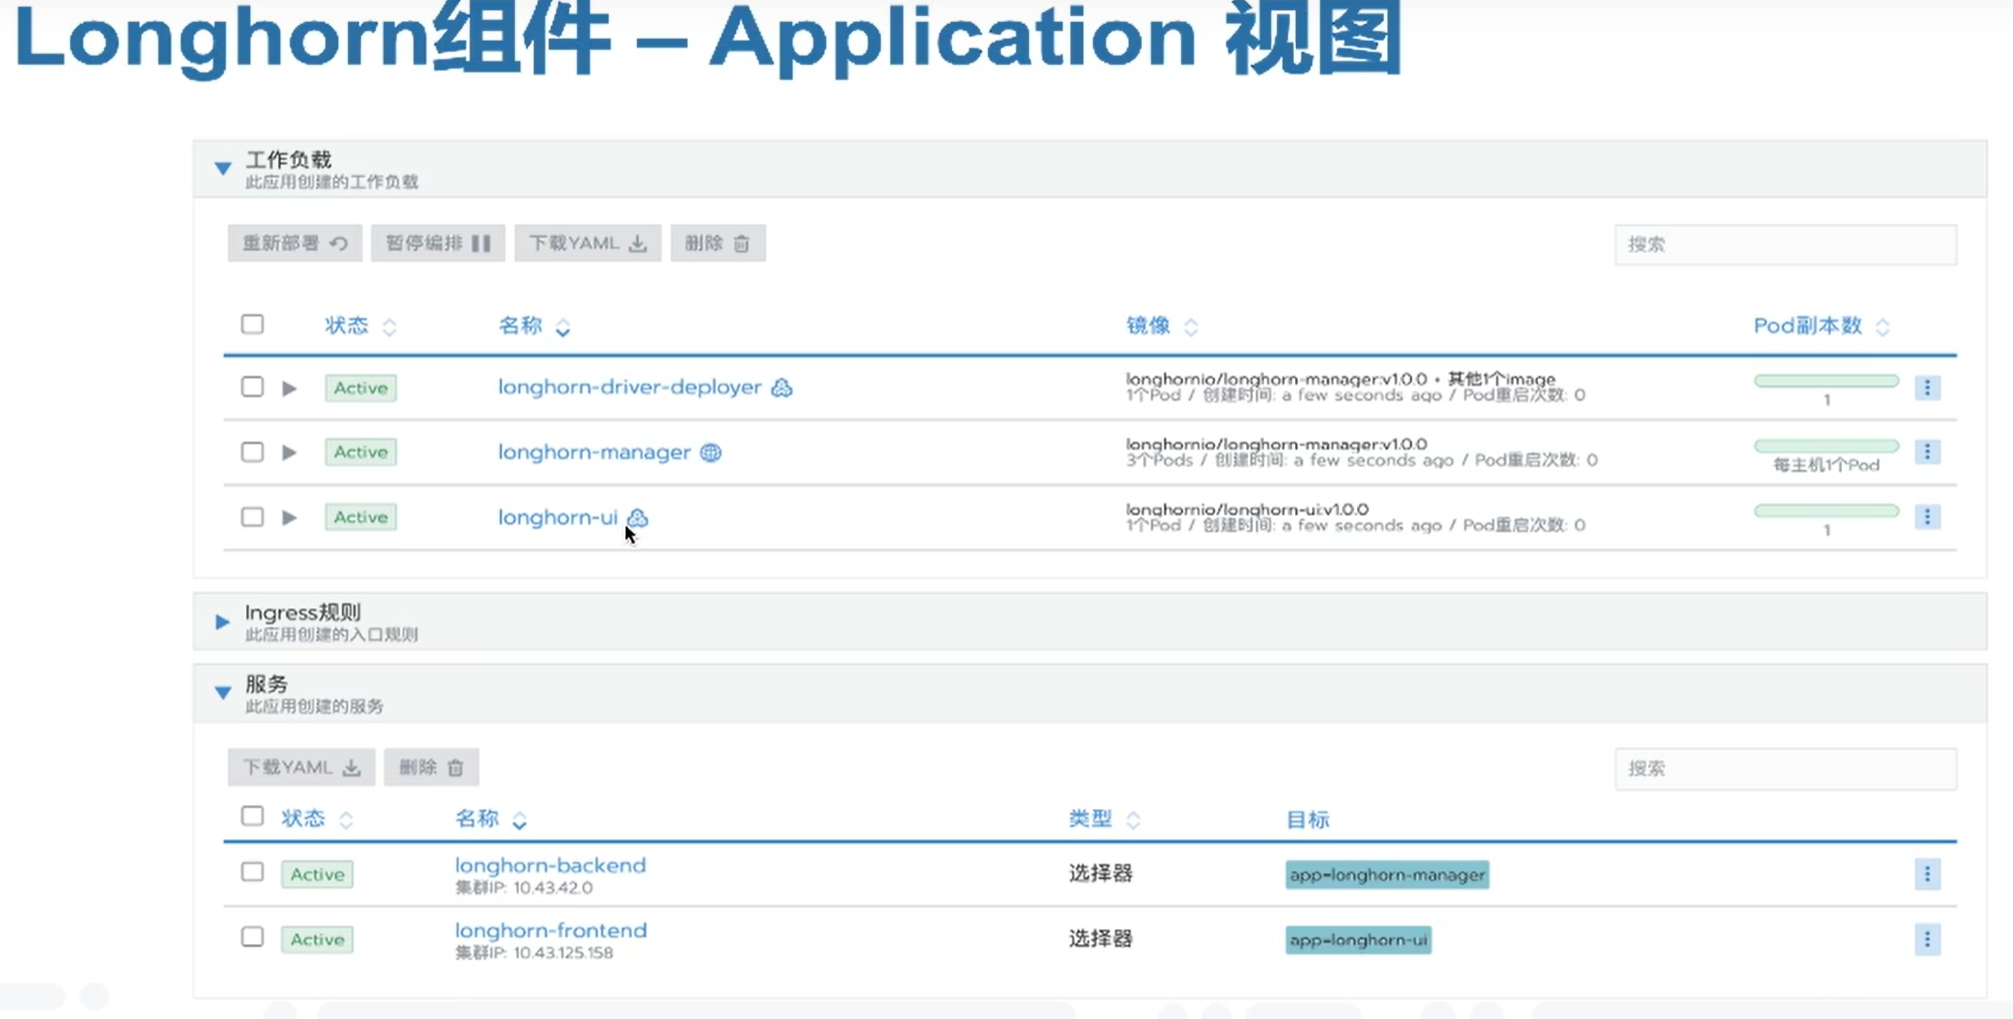 Longhorn组件 – Application 视图
工作负载
此应用创建的工作负载
重新部署 暂停编排 下载YAML 删除 搜索
状态 名称 镜像 Pod副本数
Active longhorn-driver-deployer longhornio/longhorn-manager:v1.0.0 + 其他1个image
1个Pod / 创建时间: a few seconds ago / Pod重启次数: 0 1
Active longhorn-manager longhornio/longhorn-manager:v1.0.0
3个Pods / 创建时间: a few seconds ago / Pod重启次数: 0 每主机1个Pod
Active longhorn-ui longhornio/longhorn-ui:v1.0.0
1个Pod / 创建时间: a few seconds ago / Pod重启次数: 0 1
Ingress规则
此应用创建的入口规则
服务
此应用创建的服务
下载YAML 删除 搜索
状态 名称 类型 目标
Active longhorn-backend 选择器 app=longhorn-manager
集群IP: 10.43.42.0
Active longhorn-frontend 选择器 app=longhorn-ui
集群IP: 10.43.125.158